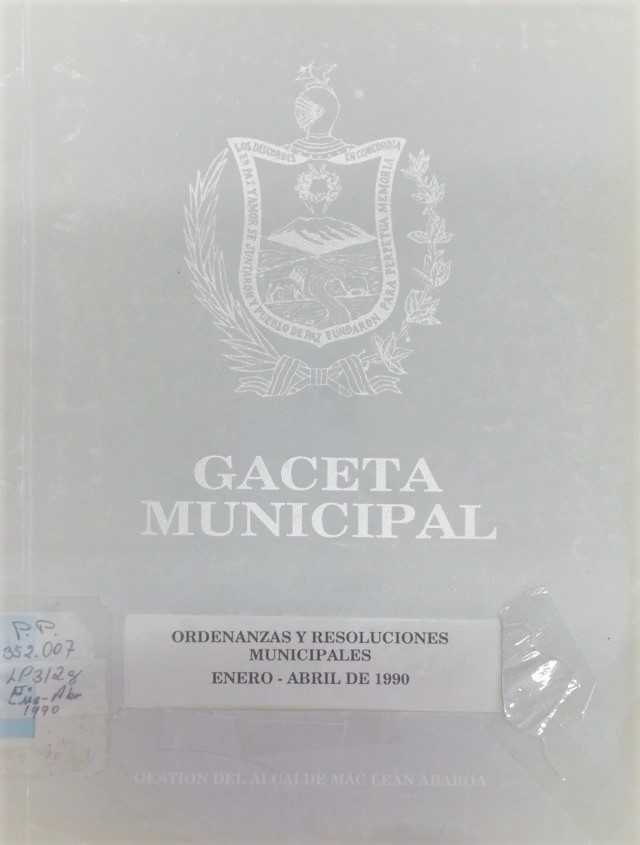 LOS DISCORDES EN CONCORDIA
EN PAZ Y AMOR SE JUNTARON Y PUEBLO DE PAZ FUNDARON PARA PERPETUA MEMORIA
GACETA
MUNICIPAL
P.P.
352.007
LP312g
Ene-Abr
1990
ORDENANZAS Y RESOLUCIONES
MUNICIPALES
ENERO - ABRIL DE 1990
GESTION DEL ALCALDE MAC LEAN ABAROA